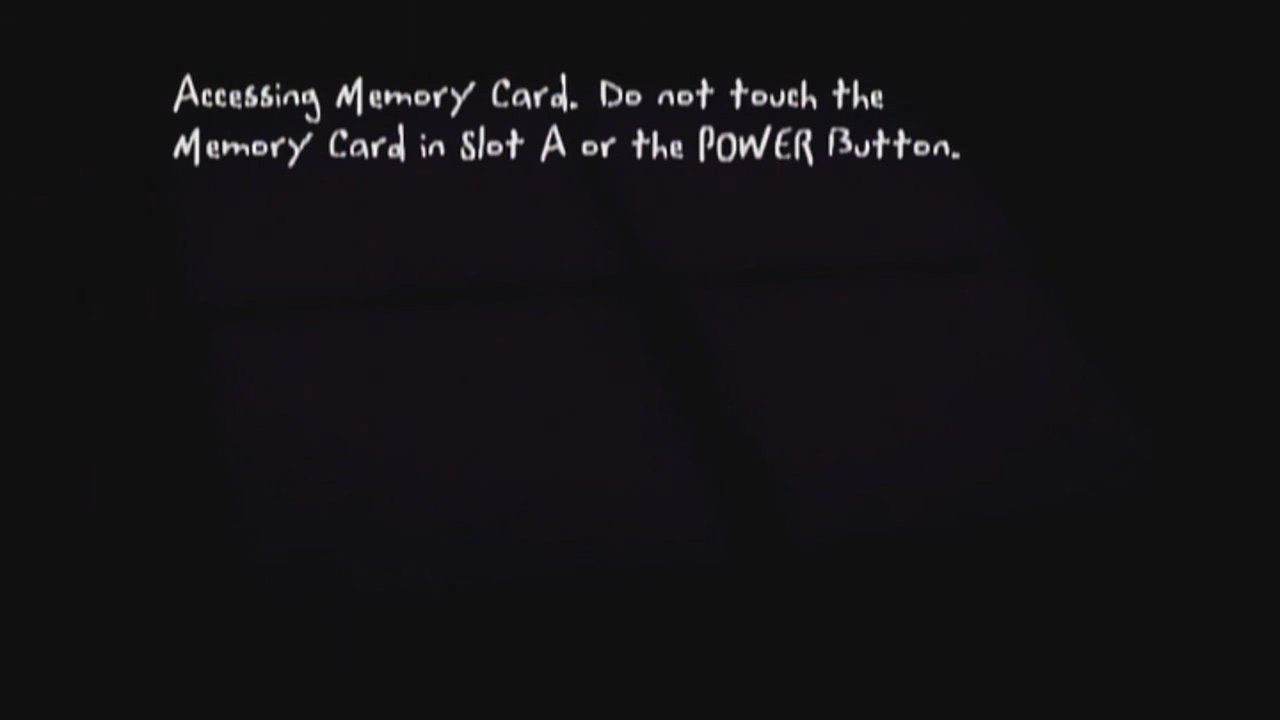 Accessing Memory Card. Do not touch the
Memory Card in Slot A or the POWER Button.